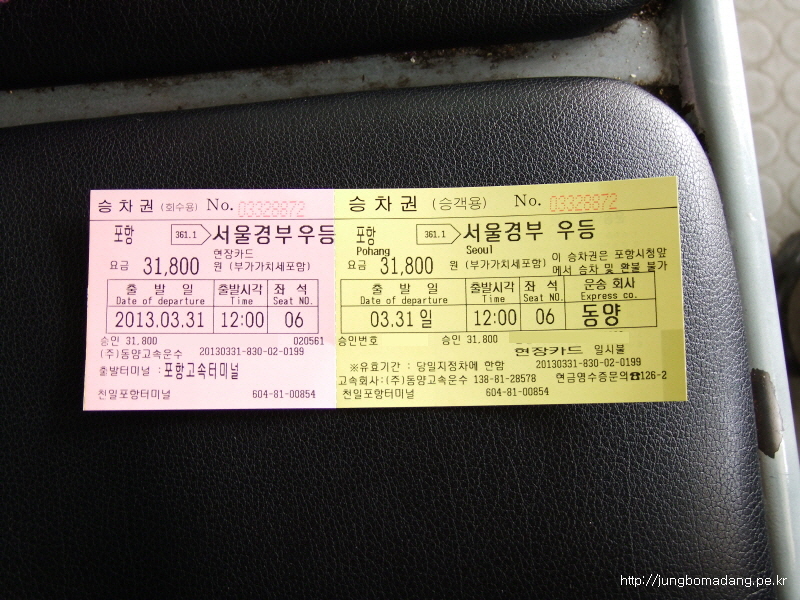 승 차 권 (회수용) No. 03328872
포항 361.1 서울경부우등
현장카드
요금 31,800 원 (부가가치세포함)
출 발 일 출발시각 좌 석
Date of departure Time Seat NO.
2013.03.31 12:00 06
승인 31,800 020561
(주)동양고속운수 20130331-830-02-0199
출발터미널 : 포항고속터미널
천일포항터미널 604-81-00854
승 차 권 (승객용) No. 03328872
포항 361.1 서울경부 우등
Pohang Seoul
이 승차권은 포항시청앞
요금 31,800 원 (부가가치세포함) 에서 승차 및 환불 불가
출 발 일 출발시각 좌 석 운송 회사
Date of departure Time Seat NO. Express co.
03.31 일 12:00 06 동양
승인번호 승인 31,800
현장카드 일시불
※유효기간 : 당일지정차에 한함 20130331-830-02-0199
고속회사:(주)동양고속운수 138-81-28578 현금영수증문의☎126-2
천일포항터미널 604-81-00854
http://jungbomadang.pe.kr